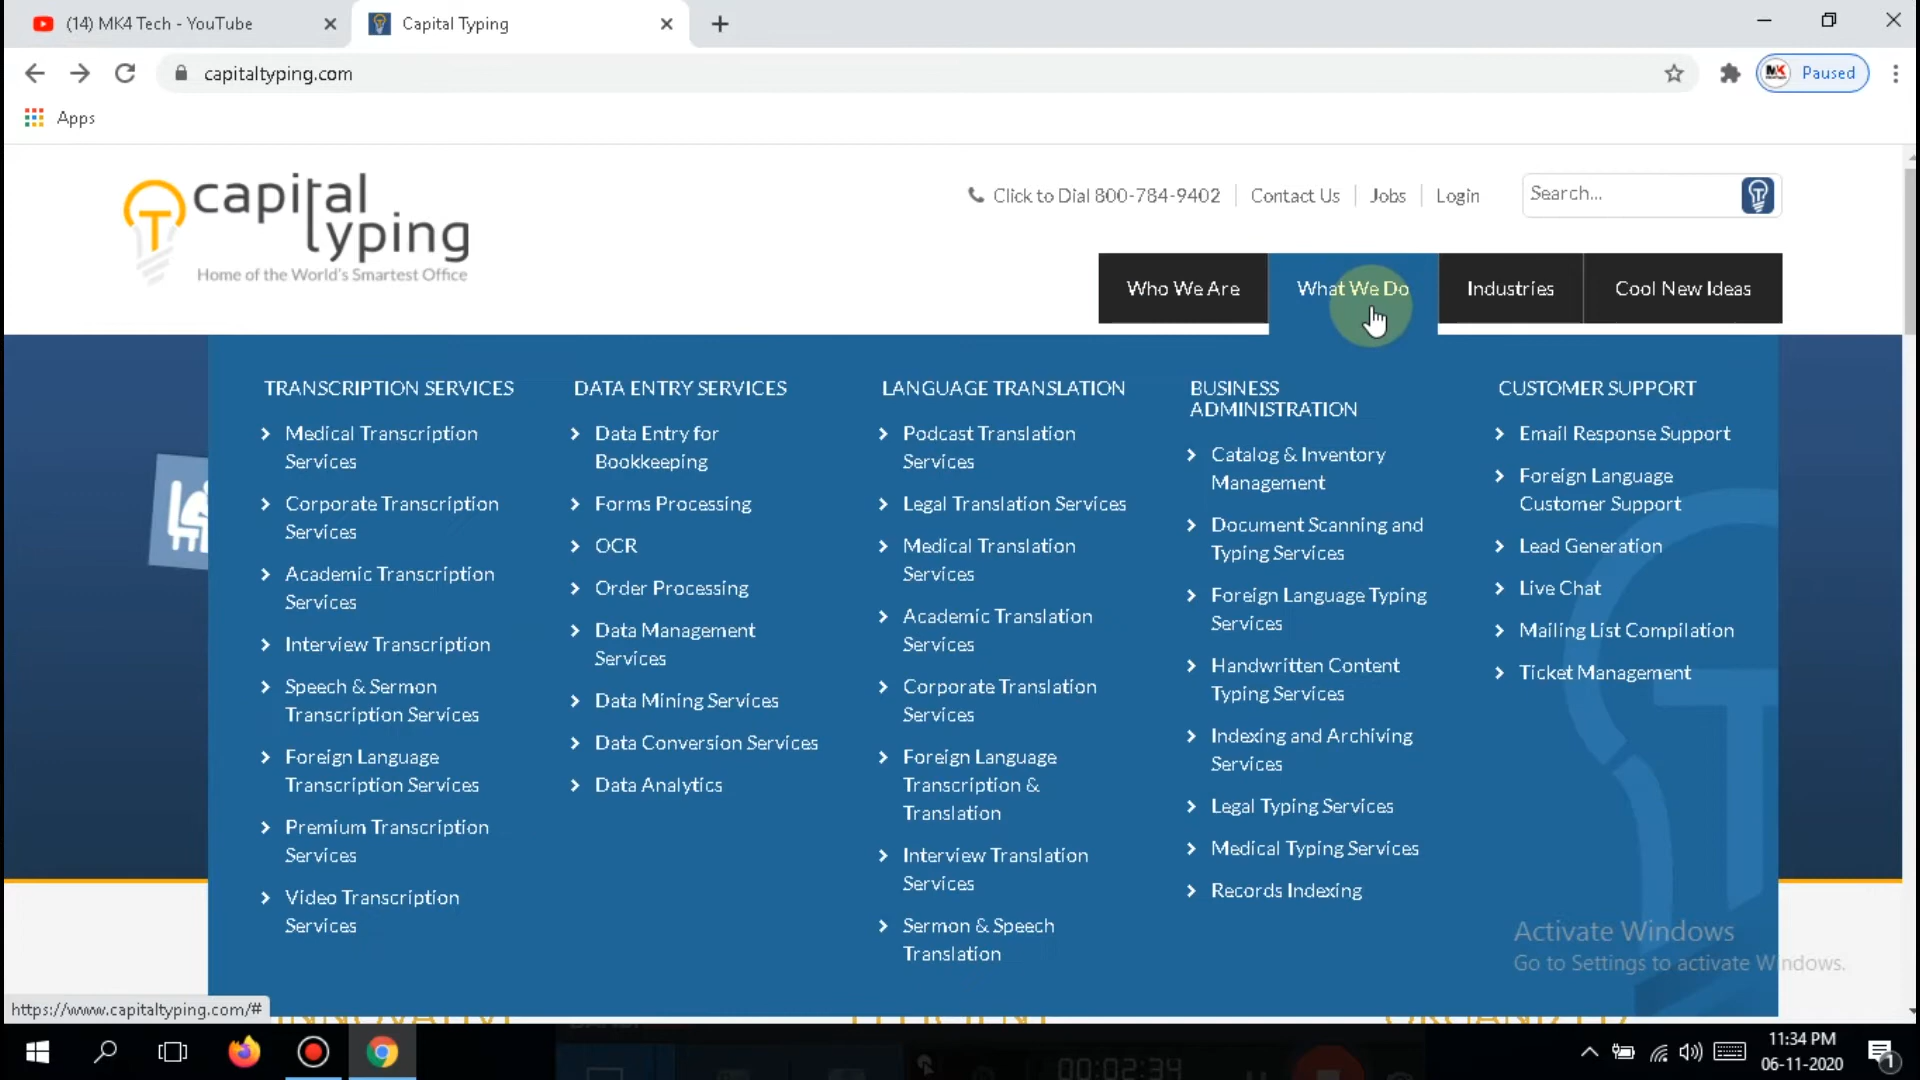 (14) MK4 Tech - YouTube
Capital Typing
capitaltyping.com
Paused
Apps
capital
typing
Home of the World's Smartest Office
Click to Dial 800-784-9402
Contact Us
Jobs
Login
Search...
Who We Are
What We Do
Industries
Cool New Ideas
TRANSCRIPTION SERVICES
Medical Transcription
Services
Corporate Transcription
Services
Academic Transcription
Services
Interview Transcription
Speech & Sermon
Transcription Services
Foreign Language
Transcription Services
Premium Transcription
Services
Video Transcription
Services
DATA ENTRY SERVICES
Data Entry for
Bookkeeping
Forms Processing
OCR
Order Processing
Data Management
Services
Data Mining Services
Data Conversion Services
Data Analytics
LANGUAGE TRANSLATION
Podcast Translation
Services
Legal Translation Services
Medical Translation
Services
Academic Translation
Services
Corporate Translation
Services
Foreign Language
Transcription &
Translation
Interview Translation
Services
Sermon & Speech
Translation
BUSINESS
ADMINISTRATION
Catalog & Inventory
Management
Document Scanning and
Typing Services
Foreign Language Typing
Services
Handwritten Content
Typing Services
Indexing and Archiving
Services
Legal Typing Services
Medical Typing Services
Records Indexing
CUSTOMER SUPPORT
Email Response Support
Foreign Language
Customer Support
Lead Generation
Live Chat
Mailing List Compilation
Ticket Management
Activate Windows
Go to Settings to activate Windows.
https://www.capitaltyping.com/#
00:02:34
11:34 PM
06-11-2020
1